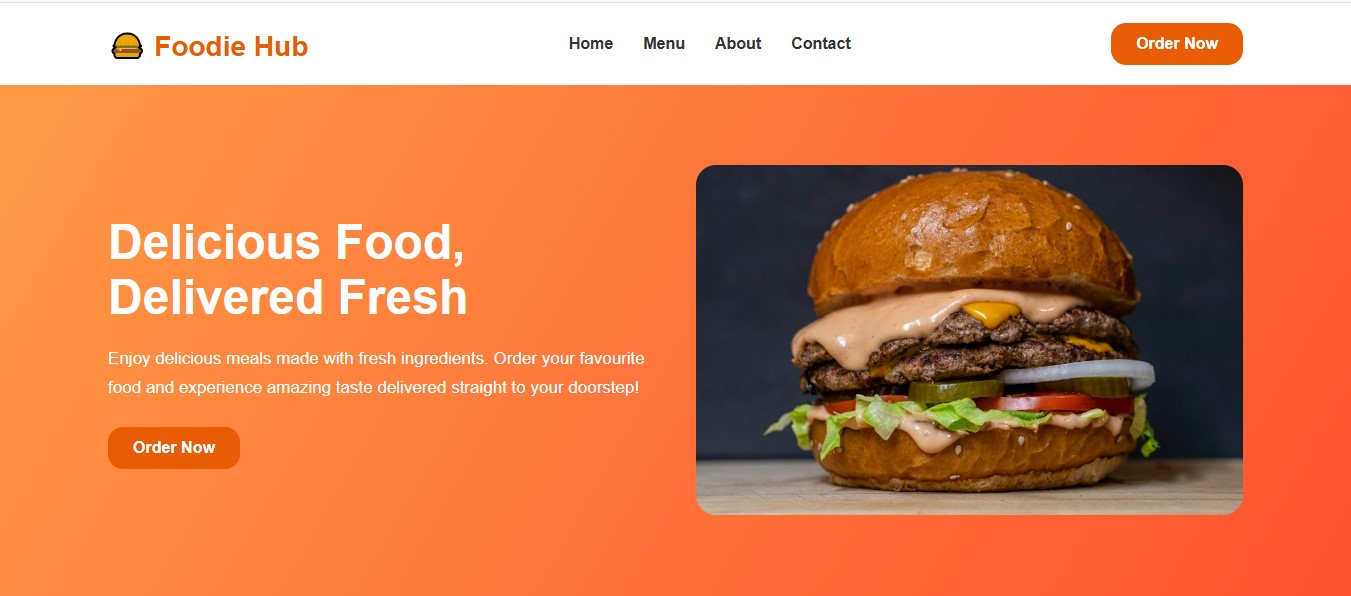 Foodie Hub
Home Menu About Contact
Order Now
Delicious Food,
Delivered Fresh
Enjoy delicious meals made with fresh ingredients. Order your favourite
food and experience amazing taste delivered straight to your doorstep!
Order Now